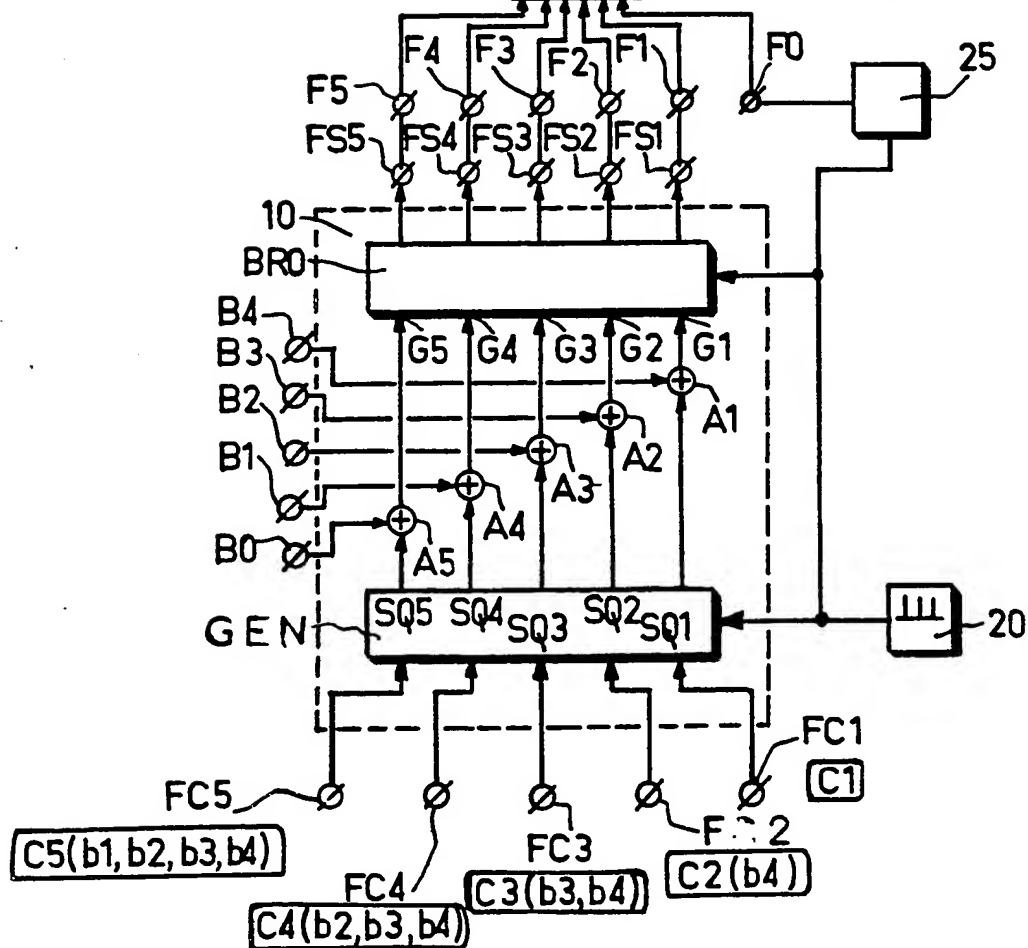 F5 F4 F3 F2 F1 F0 25
FS5 FS4 FS3 FS2 FS1
10
BR0
B4
G5 G4 G3 G2 G1
B3
A1
B2
A2
B1
A3
A4
B0
A5
GEN
SQ5 SQ4 SQ3 SQ2 SQ1
20
FC1
C1
FC5
C5(b1,b2,b3,b4)
FC3
C2(b4)
FC4
C3(b3,b4)
C4(b2,b3,b4)